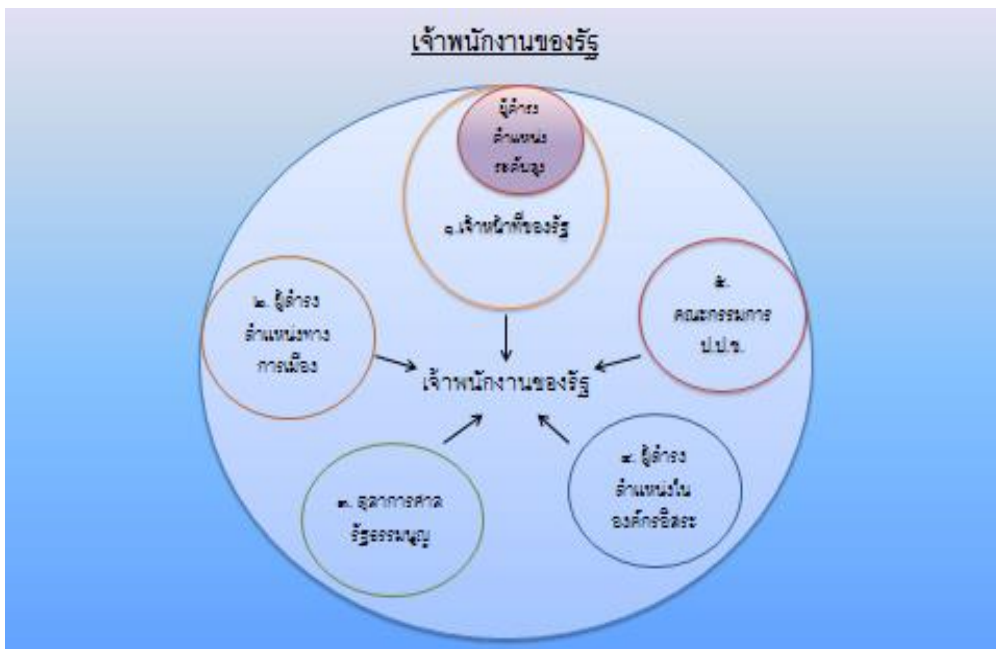 เจ้าพนักงานของรัฐ
ผู้ดำรง
ตำแหน่ง
ระดับสูง
๑.เจ้าหน้าที่ของรัฐ
๒. ผู้ดำรง
ตำแหน่งทาง
การเมือง
๕.
คณะกรรมการ
ป.ป.ช.
เจ้าพนักงานของรัฐ
๓. ตุลาการศาล
รัฐธรรมนูญ
๔. ผู้ดำรง
ตำแหน่งใน
องค์กรอิสระ